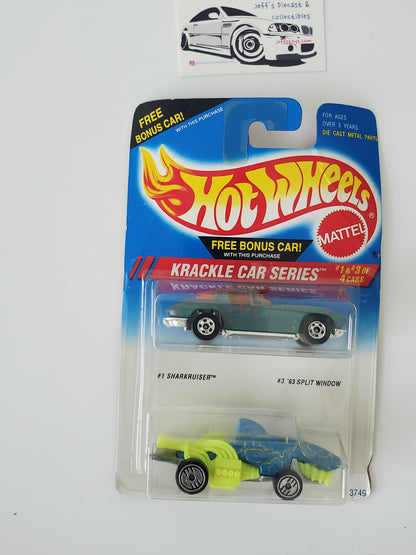 Jeff's Diecast &
collectibles
FREE
BONUS CAR!
WITH THIS PURCHASE
FOR AGES
OVER 3 YEARS
DIE CAST METAL PARTS
HOT WHEELS
MATTEL
®
FREE BONUS CAR!
WITH THIS PURCHASE
KRACKLE CAR SERIES™
#1 & #3 OF
4 CARS
#1 SHARKRUISER™
#3 '63 SPLIT WINDOW
3749